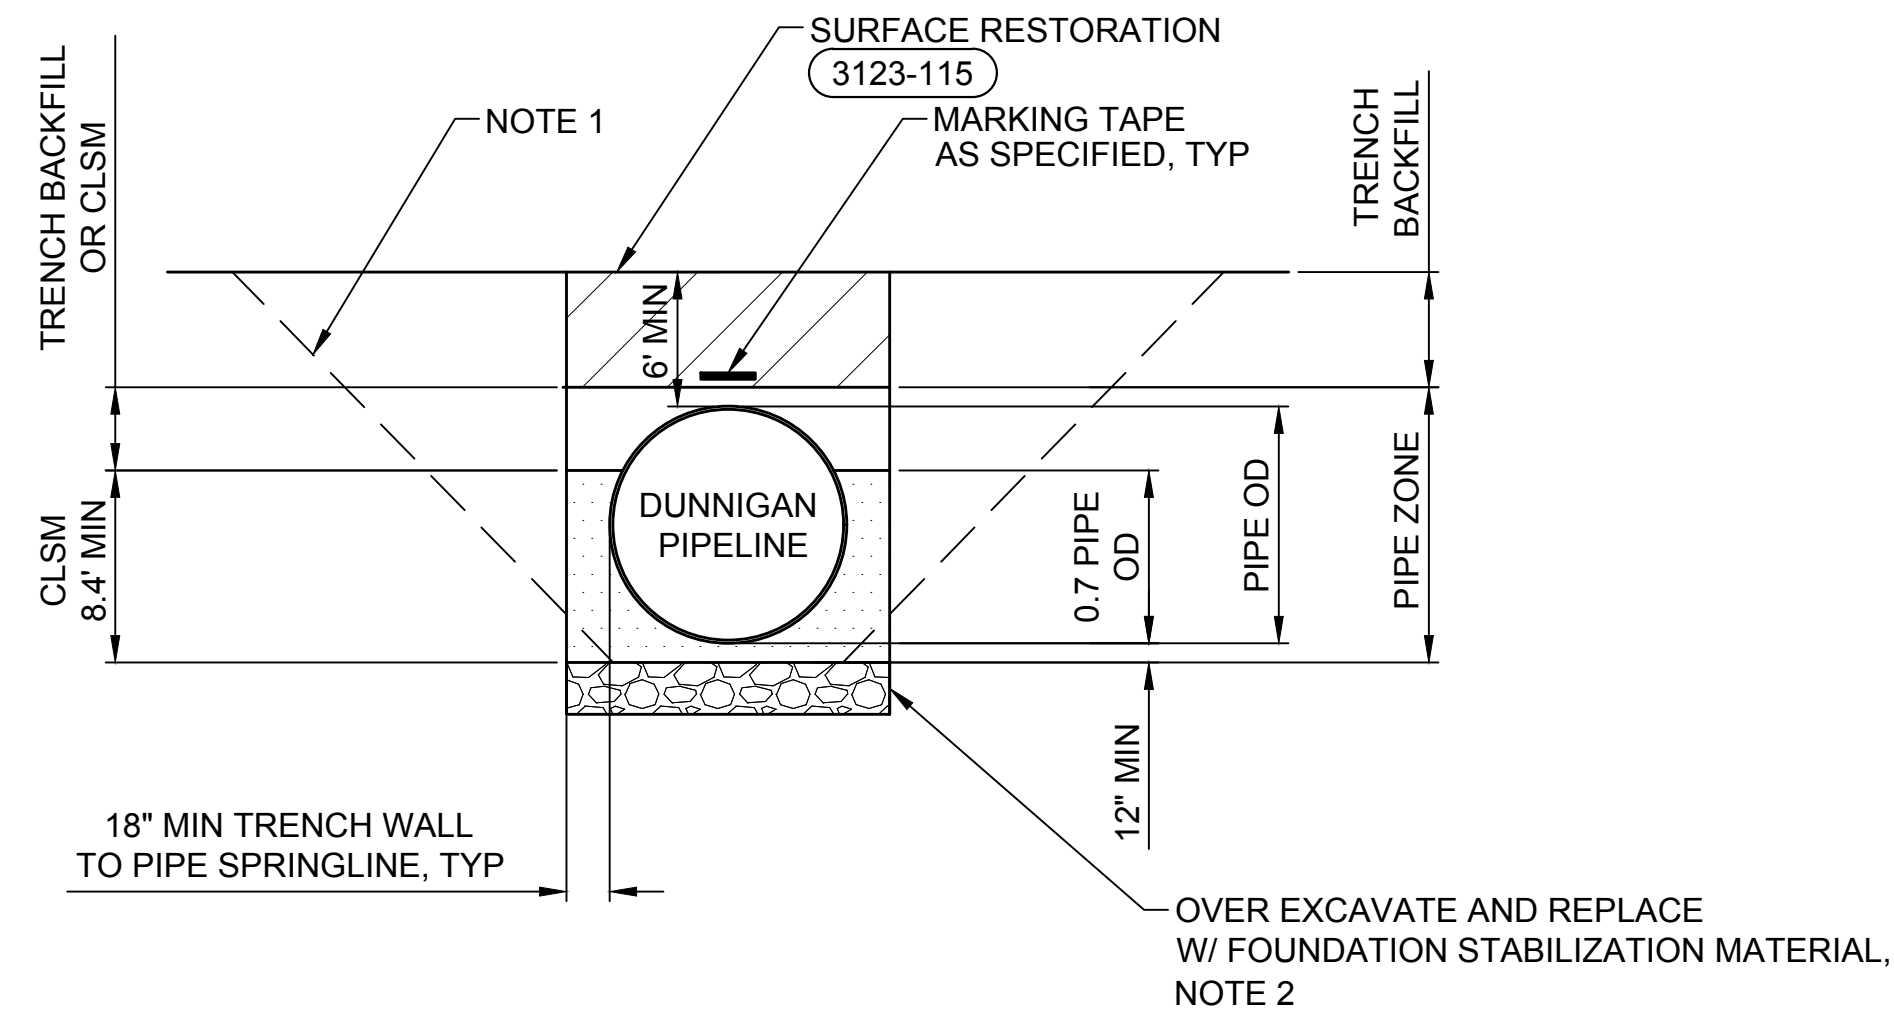 SURFACE RESTORATION
3123-115
NOTE 1
MARKING TAPE
AS SPECIFIED, TYP
TRENCH BACKFILL
OR CLSM
TRENCH
BACKFILL
6' MIN
CLSM
8.4' MIN
DUNNIGAN
PIPELINE
0.7 PIPE
OD
PIPE OD
PIPE ZONE
12" MIN
18" MIN TRENCH WALL
TO PIPE SPRINGLINE, TYP
OVER EXCAVATE AND REPLACE
W/ FOUNDATION STABILIZATION MATERIAL,
NOTE 2